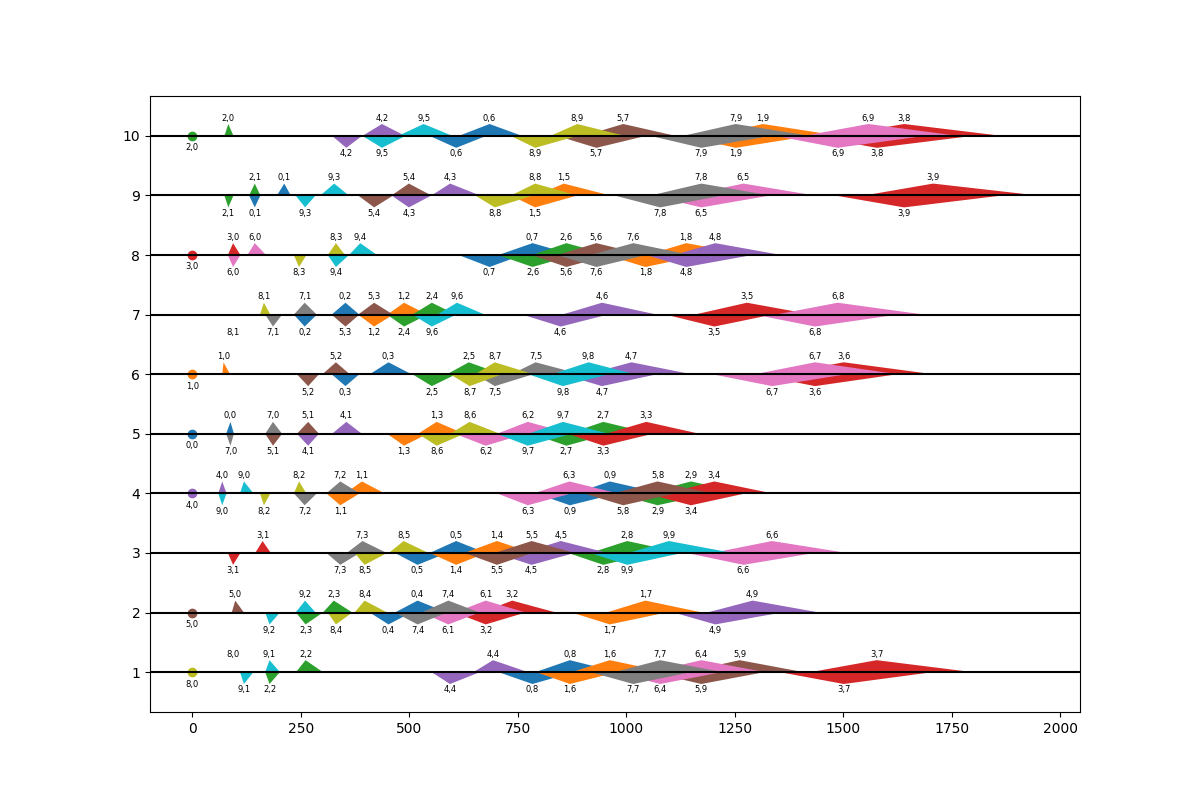 2,0 4,2 9,5 0,6 8,9 5,7 7,9 1,9 6,9 3,8
10
2,0 4,2 9,5 0,6 8,9 5,7 7,9 1,9 6,9 3,8
2,1 0,1 9,3 5,4 4,3 8,8 1,5 7,8 6,5 3,9
9
2,1 0,1 9,3 5,4 4,3 8,8 1,5 7,8 6,5 3,9
3,0 6,0 8,3 9,4 0,7 2,6 5,6 7,6 1,8 4,8
8
3,0 6,0 8,3 9,4 0,7 2,6 5,6 7,6 1,8 4,8
8,1 7,1 0,2 5,3 1,2 2,4 9,6 4,6 3,5 6,8
7
8,1 7,1 0,2 5,3 1,2 2,4 9,6 4,6 3,5 6,8
1,0 5,2 0,3 2,5 8,7 7,5 9,8 4,7 6,7 3,6
6
1,0 5,2 0,3 2,5 8,7 7,5 9,8 4,7 6,7 3,6
0,0 7,0 5,1 4,1 1,3 8,6 6,2 9,7 2,7 3,3
5
0,0 7,0 5,1 4,1 1,3 8,6 6,2 9,7 2,7 3,3
4,0 9,0 8,2 7,2 1,1 6,3 0,9 5,8 2,9 3,4
4
4,0 9,0 8,2 7,2 1,1 6,3 0,9 5,8 2,9 3,4
3,1 7,3 8,5 0,5 1,4 5,5 4,5 2,8 9,9 6,6
3
3,1 7,3 8,5 0,5 1,4 5,5 4,5 2,8 9,9 6,6
5,0 9,2 2,3 8,4 0,4 7,4 6,1 3,2 1,7 4,9
2
5,0 9,2 2,3 8,4 0,4 7,4 6,1 3,2 1,7 4,9
8,0 9,1 2,2 4,4 0,8 1,6 7,7 6,4 5,9 3,7
1
8,0 9,1 2,2 4,4 0,8 1,6 7,7 6,4 5,9 3,7
0 250 500 750 1000 1250 1500 1750 2000